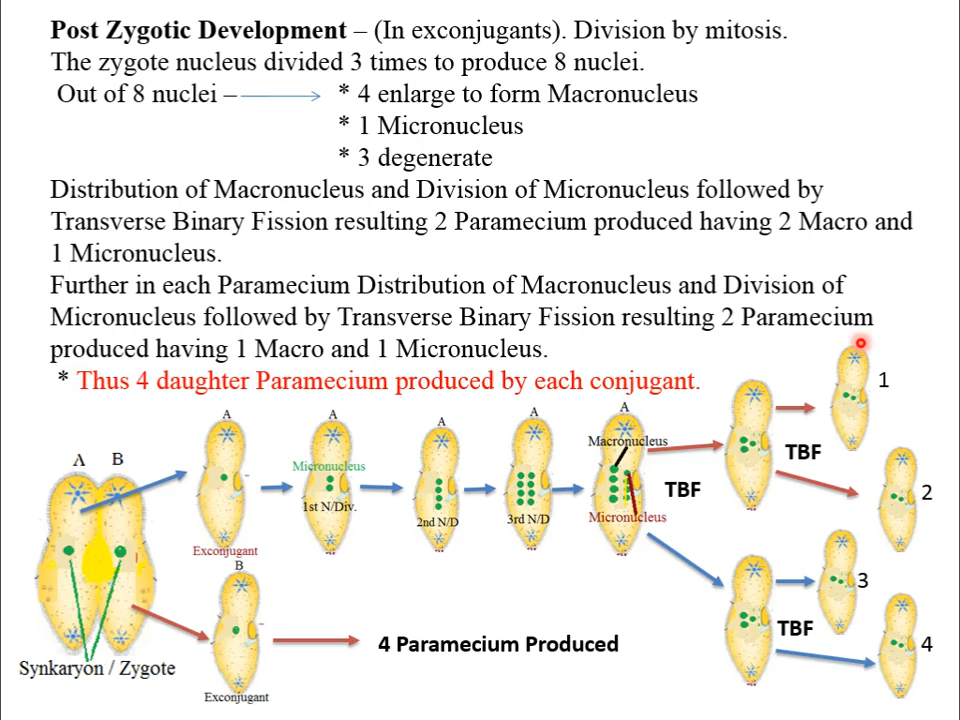 Post Zygotic Development – (In exconjugants). Division by mitosis.
The zygote nucleus divided 3 times to produce 8 nuclei.
Out of 8 nuclei – * 4 enlarge to form Macronucleus
* 1 Micronucleus
* 3 degenerate
Distribution of Macronucleus and Division of Micronucleus followed by
Transverse Binary Fission resulting 2 Paramecium produced having 2 Macro and
1 Micronucleus.
Further in each Paramecium Distribution of Macronucleus and Division of
Micronucleus followed by Transverse Binary Fission resulting 2 Paramecium
produced having 1 Macro and 1 Micronucleus.
* Thus 4 daughter Paramecium produced by each conjugant.
A B
A
Exconjugant
A
Micronucleus
1st N/Div.
A
2nd N/D
A
3rd N/D
A
Macronucleus
Micronucleus
TBF
TBF
1
2
TBF
3
4
B
Exconjugant
4 Paramecium Produced
Synkaryon / Zygote